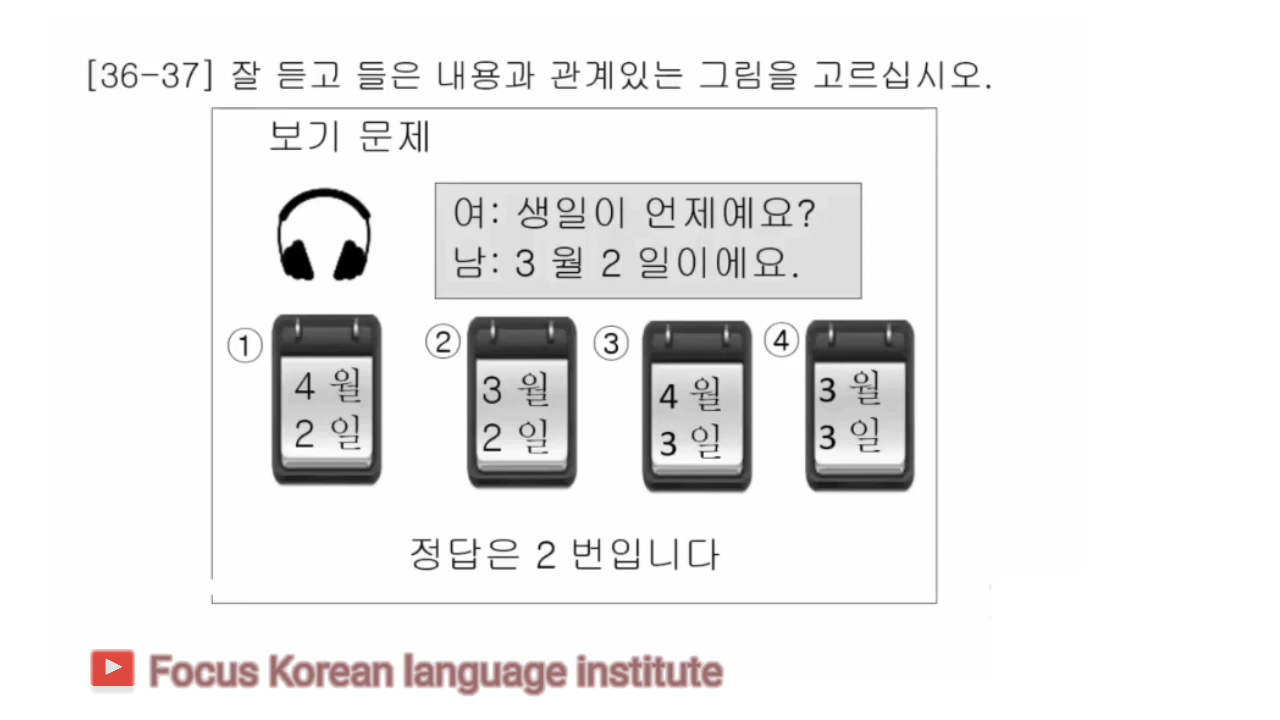 [36-37] 잘 듣고 들은 내용과 관계있는 그림을 고르십시오.
보기 문제
여: 생일이 언제예요?
남: 3 월 2 일이에요.
① 4 월 2 일
② 3 월 2 일
③ 4 월 3 일
④ 3 월 3 일
정답은 2 번입니다
Focus Korean language institute